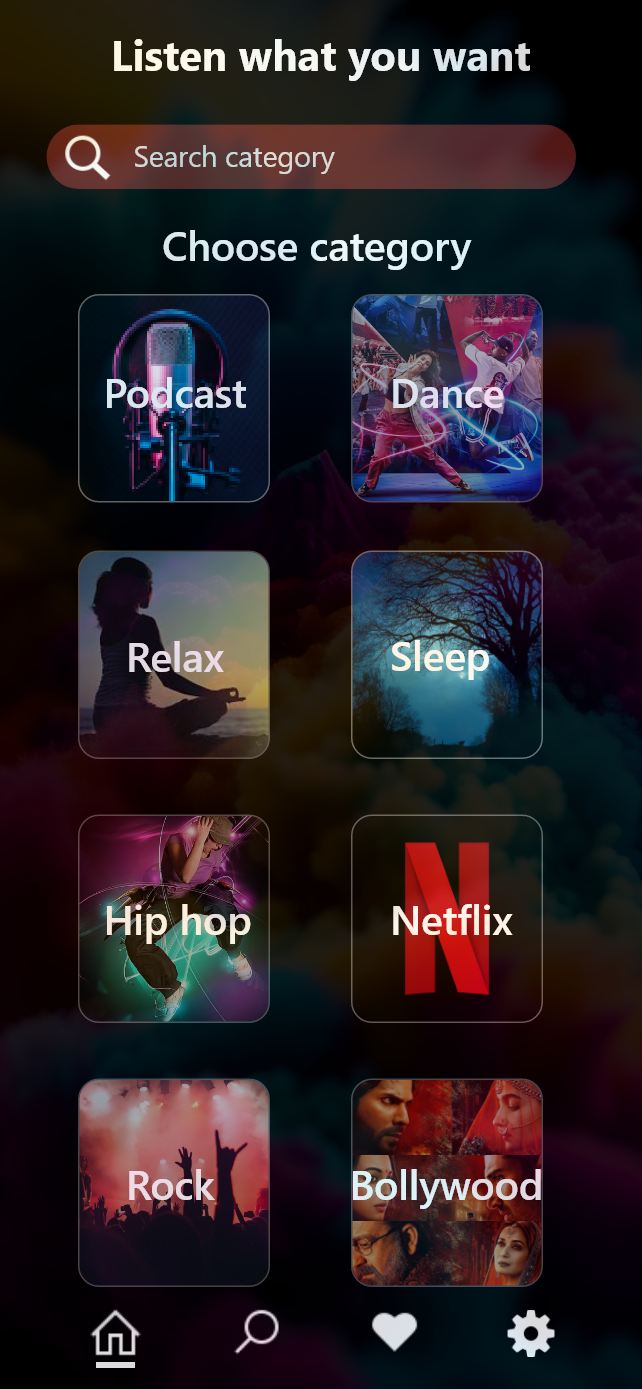 Listen what you want
Search category
Choose category
Podcast
Dance
Relax
Sleep
Hip hop
Netflix
Rock
Bollywood